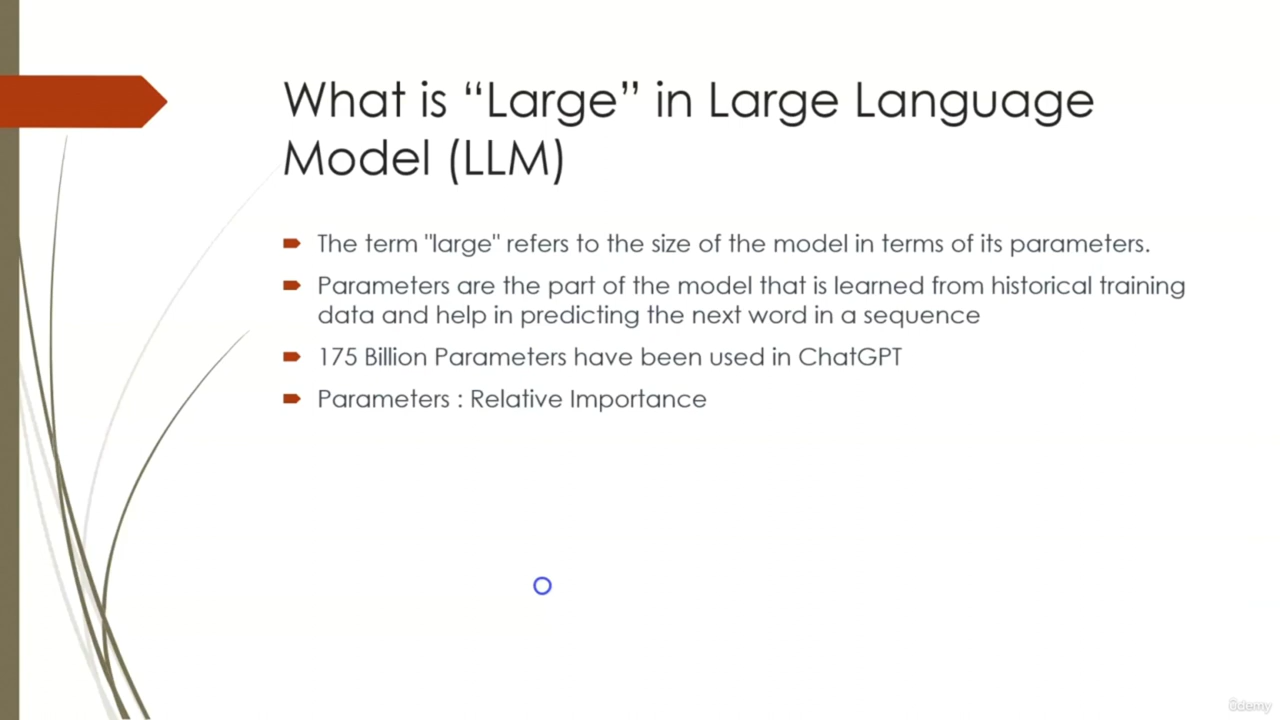 What is “Large” in Large Language
Model (LLM)
The term "large" refers to the size of the model in terms of its parameters.
Parameters are the part of the model that is learned from historical training
data and help in predicting the next word in a sequence
175 Billion Parameters have been used in ChatGPT
Parameters : Relative Importance
ûdemy